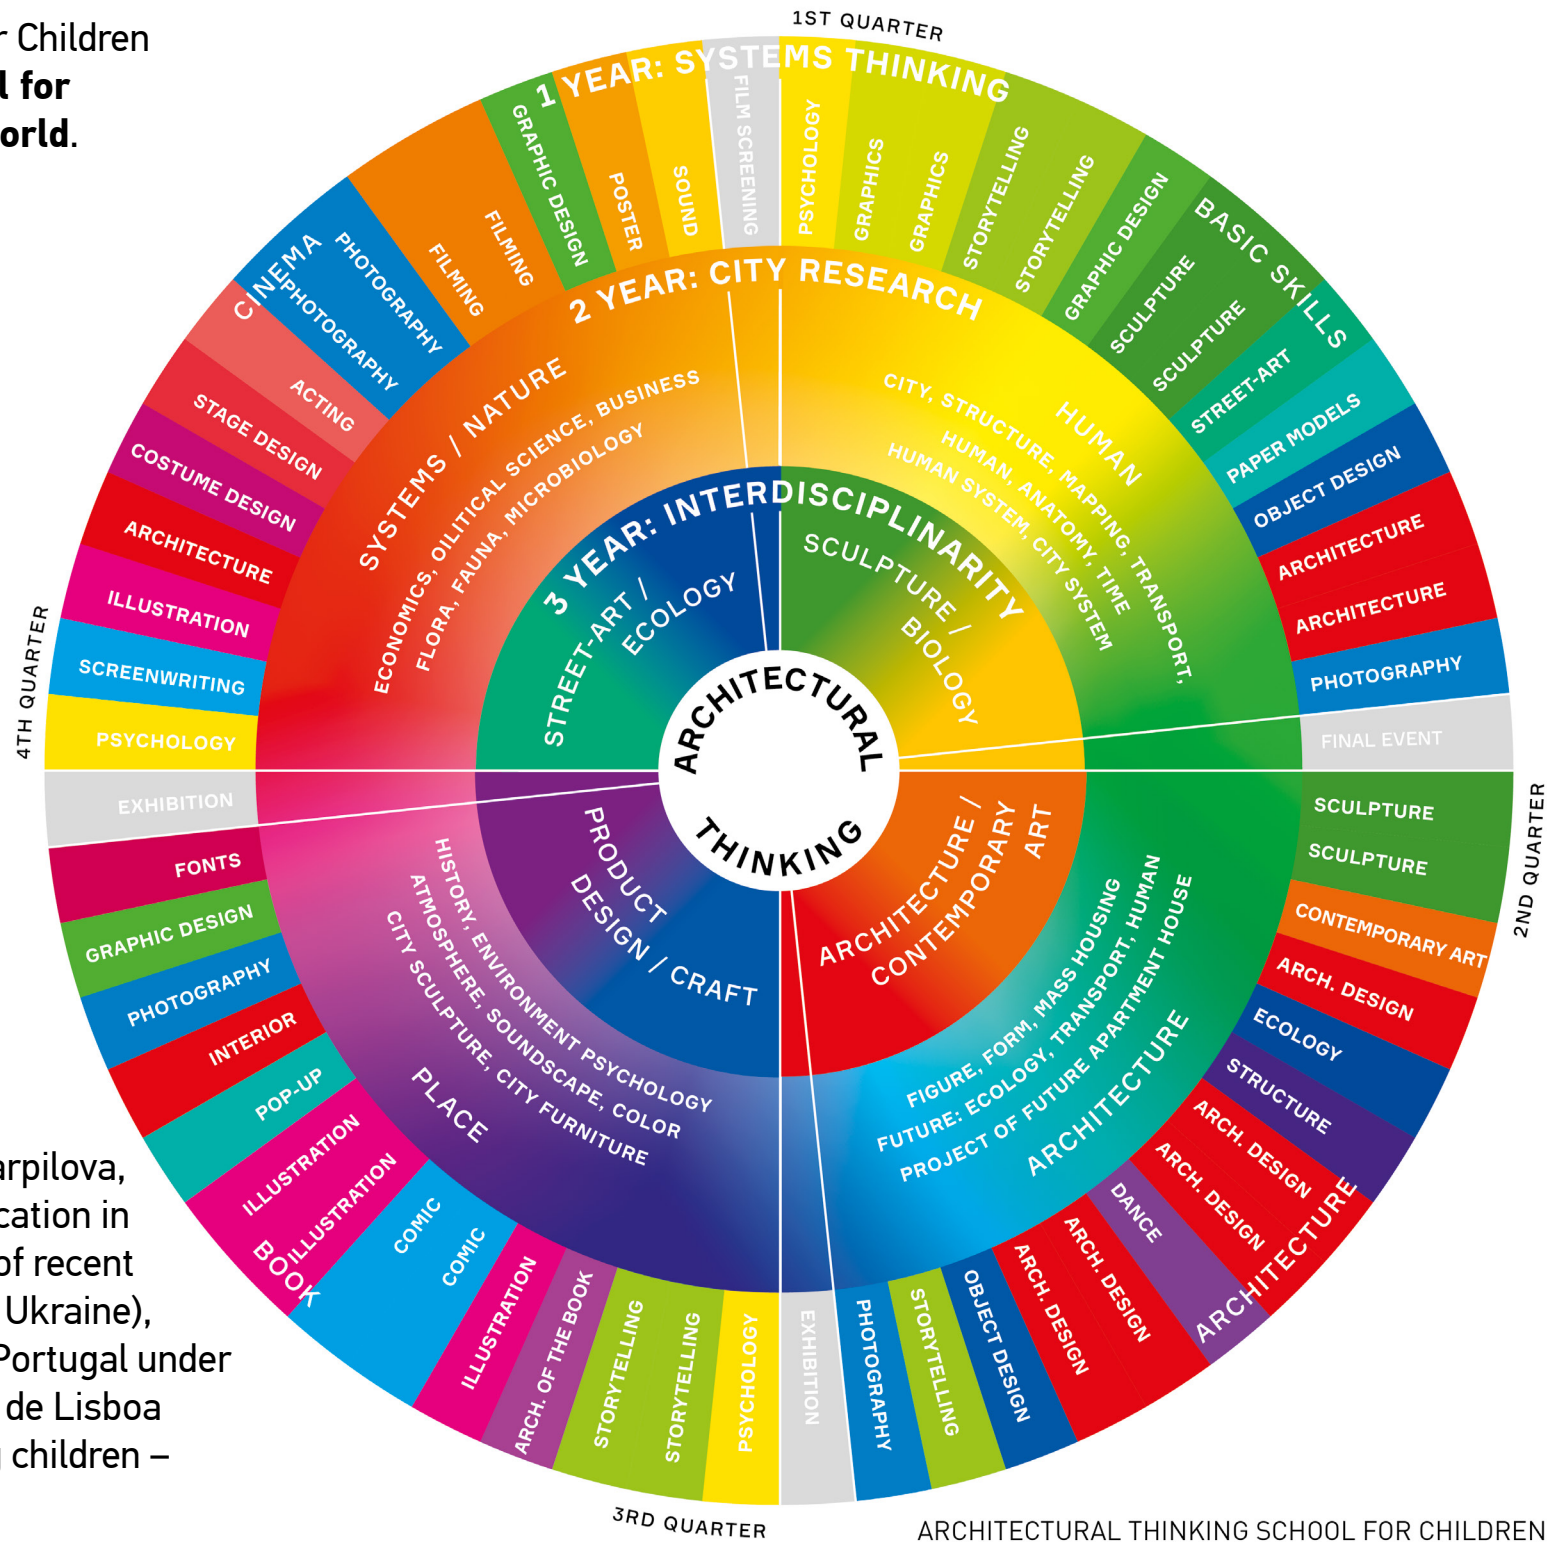 r Children
l for
orld.
1ST QUARTER
1 YEAR: SYSTEMS THINKING
PSYCHOLOGY
GRAPHICS
GRAPHICS
STORYTELLING
STORYTELLING
GRAPHIC DESIGN
BASIC SKILLS
SCULPTURE
SCULPTURE
STREET-ART
PAPER MODELS
OBJECT DESIGN
ARCHITECTURE
ARCHITECTURE
PHOTOGRAPHY
FINAL EVENT
2ND QUARTER
SCULPTURE
SCULPTURE
CONTEMPORARY ART
ARCH. DESIGN
ECOLOGY
STRUCTURE
ARCH. DESIGN
ARCH. DESIGN
ARCHITECTURE
DANCE
ARCH. DESIGN
ARCH. DESIGN
OBJECT DESIGN
STORYTELLING
PHOTOGRAPHY
EXHIBITION
3RD QUARTER
PSYCHOLOGY
STORYTELLING
STORYTELLING
ARCH. OF THE BOOK
ILLUSTRATION
COMIC
COMIC
BOOK
ILLUSTRATION
ILLUSTRATION
POP-UP
INTERIOR
PHOTOGRAPHY
GRAPHIC DESIGN
FONTS
EXHIBITION
4TH QUARTER
PSYCHOLOGY
SCREENWRITING
ILLUSTRATION
ARCHITECTURE
COSTUME DESIGN
STAGE DESIGN
ACTING
CINEMA
PHOTOGRAPHY
PHOTOGRAPHY
FILMING
FILMING
GRAPHIC DESIGN
POSTER
SOUND
FILM SCREENING
2 YEAR: CITY RESEARCH
HUMAN
CITY, STRUCTURE, MAPPING, TRANSPORT,
HUMAN, ANATOMY, TIME
HUMAN SYSTEM, CITY SYSTEM
FIGURE, FORM, MASS HOUSING
FUTURE: ECOLOGY, TRANSPORT, HUMAN
PROJECT OF FUTURE APARTMENT HOUSE
ARCHITECTURE
HISTORY, ENVIRONMENT PSYCHOLOGY
ATMOSPHERE, SOUNDSCAPE, COLOR
CITY SCULPTURE, CITY FURNITURE
PLACE
SYSTEMS / NATURE
ECONOMICS, OILITICAL SCIENCE, BUSINESS
FLORA, FAUNA, MICROBIOLOGY
3 YEAR: INTERDISCIPLINARITY
SCULPTURE /
BIOLOGY
ARCHITECTURE /
CONTEMPORARY
ART
PRODUCT
DESIGN / CRAFT
STREET-ART /
ECOLOGY
ARCHITECTURAL
THINKING
arpilova,
cation in
of recent
Ukraine),
Portugal under
de Lisboa
g children –
ARCHITECTURAL THINKING SCHOOL FOR CHILDREN